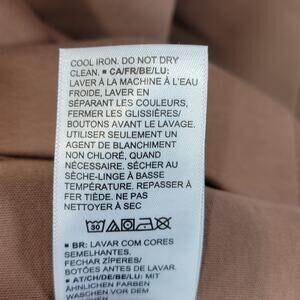 COOL IRON. DO NOT DRY
CLEAN. ■ CA/FR/BE/LU:
LAVER À LA MACHINE À L'EAU
FROIDE, LAVER EN
SÉPARANT LES COULEURS,
FERMER LES GLISSIÈRES/
BOUTONS AVANT LE LAVAGE.
UTILISER SEULEMENT UN
AGENT DE BLANCHIMENT
NON CHLORÉ, QUAND
NÉCESSAIRE. SÉCHER AU
SÈCHE-LINGE À BASSE
TEMPÉRATURE. REPASSER À
FER TIÈDE. NE PAS
NETTOYER À SEC
30
■ BR: LAVAR COM CORES
SEMELHANTES.
FECHAR ZÍPERES/
BOTÕES ANTES DE LAVAR.
■ AT/CH/DE/BE/LU: MIT
ÄHNLICHEN FARBEN
WASCHEN